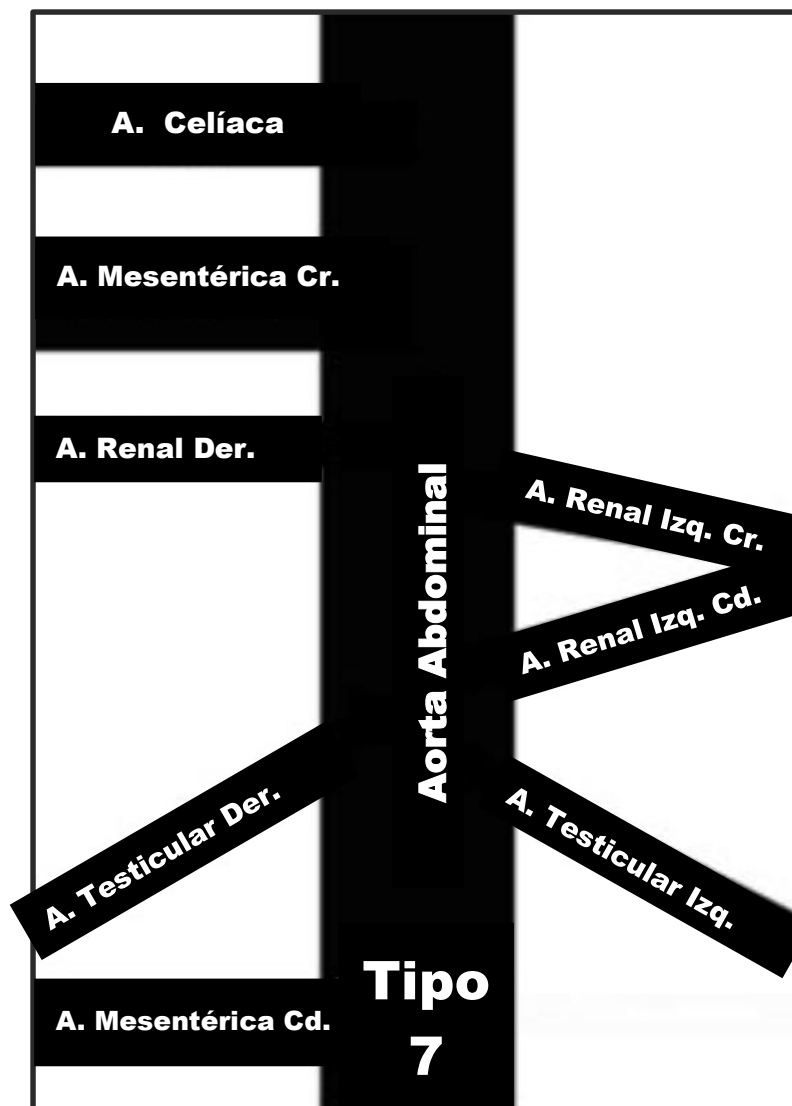 A. Celíaca
A. Mesentérica Cr.
A. Renal Der.
A. Renal Izq. Cr.
Aorta Abdominal
A. Renal Izq. Cd.
A. Testicular Der.
A. Testicular Izq.
Tipo
7
A. Mesentérica Cd.